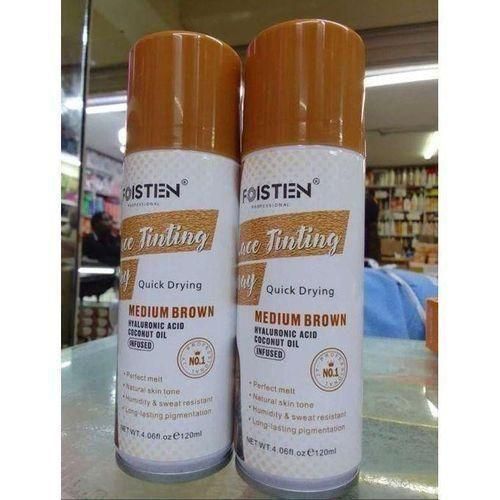 FOISTEN®
PROFESSIONAL
ace Tinting
ay
Quick Drying
MEDIUM BROWN
HYALURONIC ACID
COCONUT OIL
INFUSED
NO.1
• Perfect melt
• Natural skin tone
• Humidity & sweat resistant
• Long-lasting pigmentation
NET WT. 4.06fl.oz℮120ml
FOISTEN®
PROFESSIONAL
ace Tinting
ay
Quick Drying
MEDIUM BROWN
HYALURONIC ACID
COCONUT OIL
INFUSED
NO.1
• Perfect melt
• Natural skin tone
• Humidity & sweat resistant
• Long-lasting pigmentation
NET WT. 4.06fl.oz℮120ml